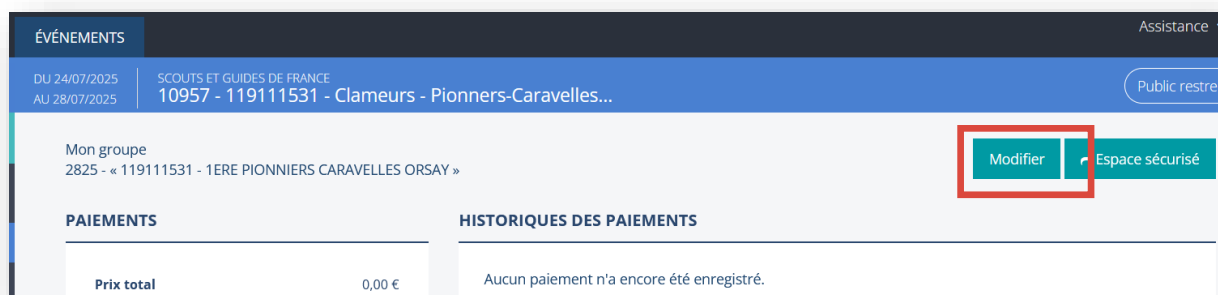 ÉVÉNEMENTS
Assistance
DU 24/07/2025
AU 28/07/2025
SCOUTS ET GUIDES DE FRANCE
10957 - 119111531 - Clameurs - Pionners-Caravelles...
Public restre
Mon groupe
2825 - « 119111531 - 1ERE PIONNIERS CARAVELLES ORSAY »
Modifier
Espace sécurisé
PAIEMENTS
HISTORIQUES DES PAIEMENTS
Prix total
0,00 €
Aucun paiement n'a encore été enregistré.